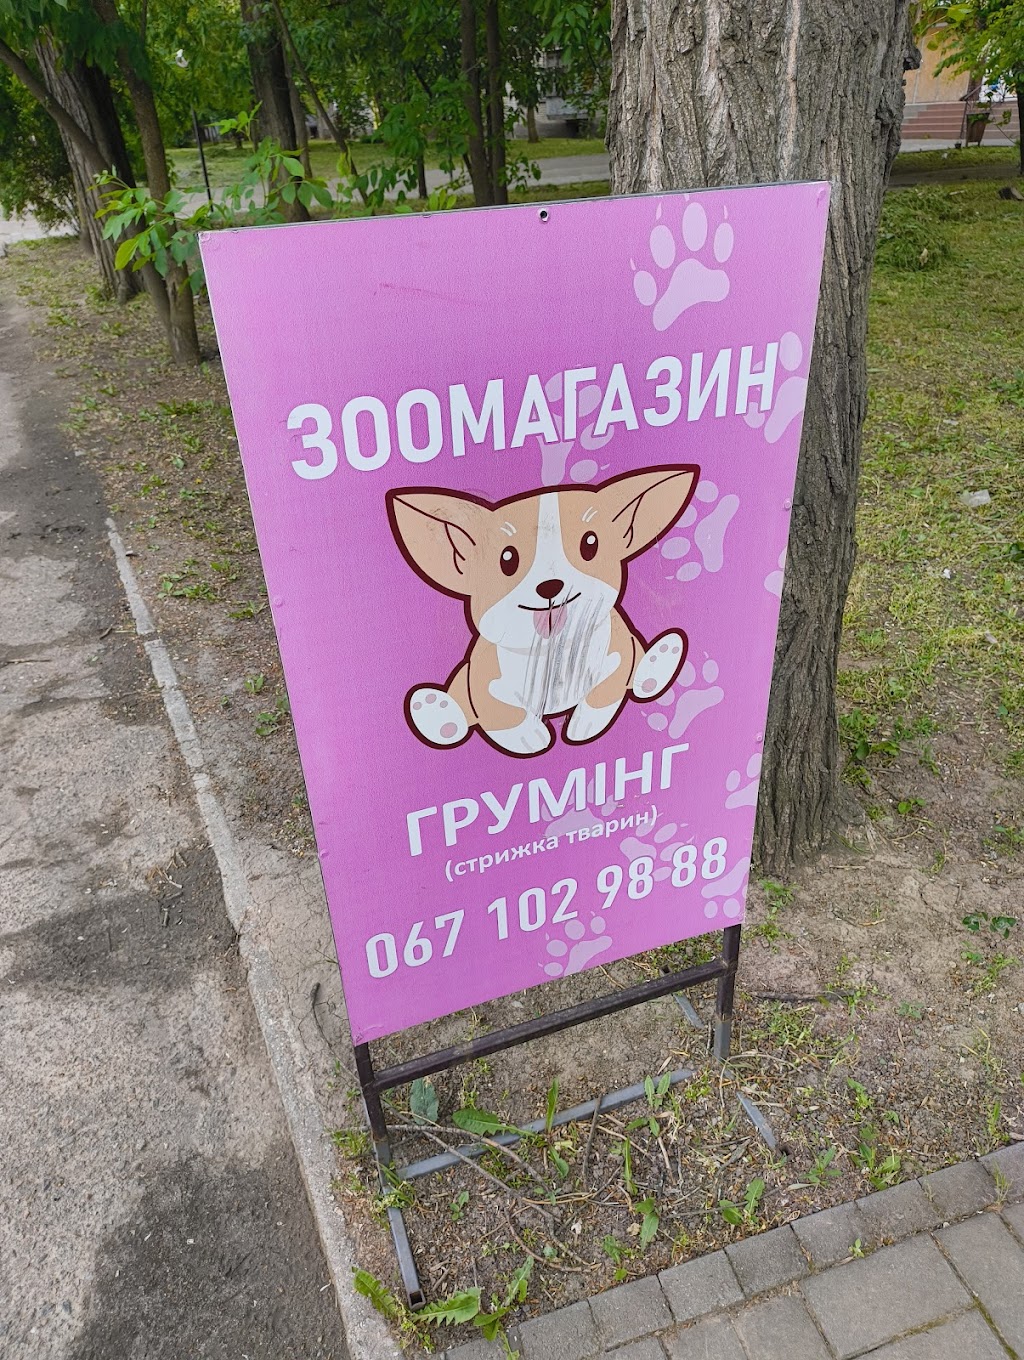 ЗООМАГАЗИН
ГРУМІНГ
(стрижка тварин)
067 102 98 88